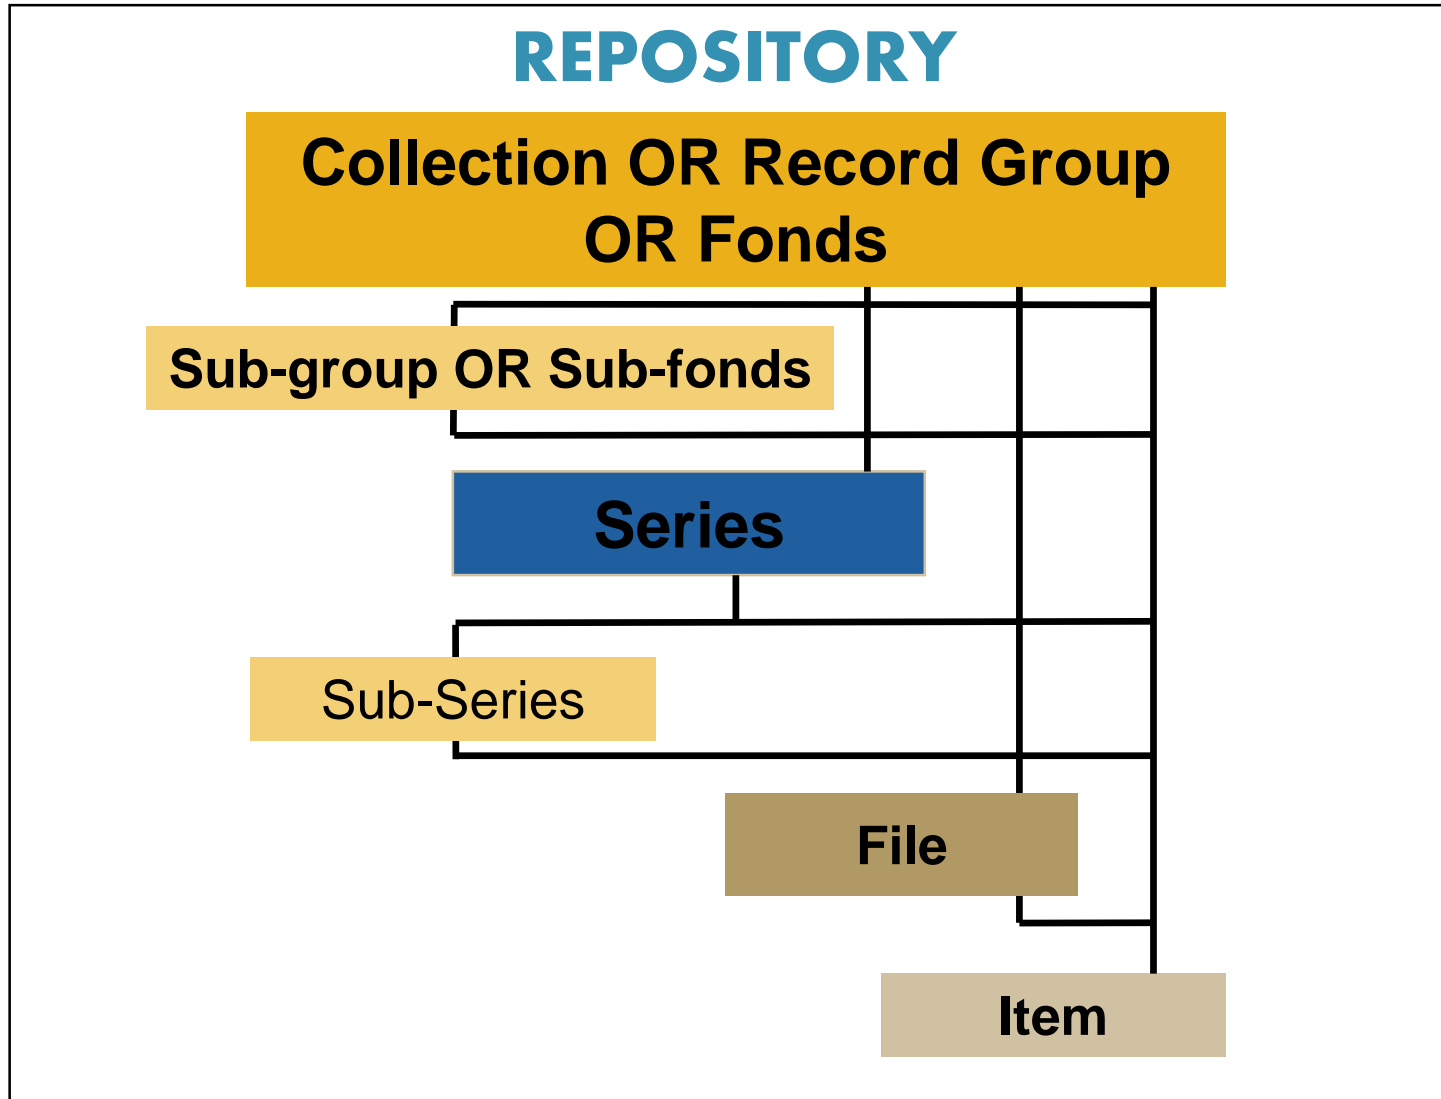 REPOSITORY
Collection OR Record Group
OR Fonds
Sub-group OR Sub-fonds
Series
Sub-Series
File
Item